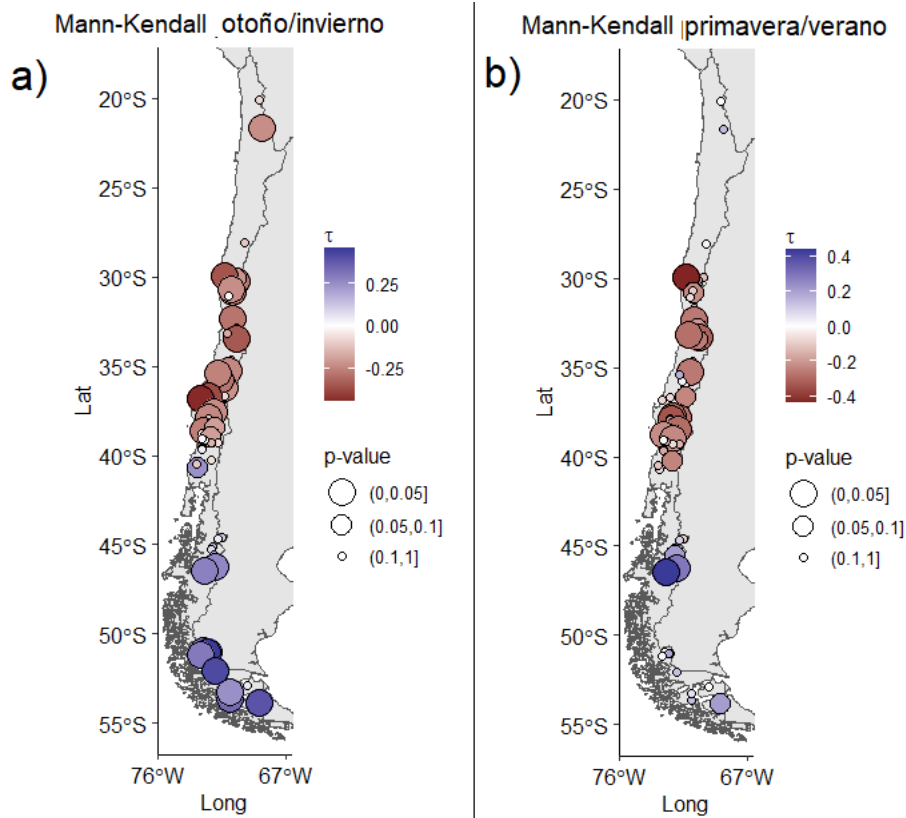 Mann-Kendall otoño/invierno
a)
20°S
25°S
30°S
35°S
40°S
45°S
50°S
55°S
Lat
76°W 67°W
Long
τ
0.25
0.00
-0.25
p-value
(0,0.05]
(0.05,0.1]
(0.1,1]
Mann-Kendall primavera/verano
b)
20°S
25°S
30°S
35°S
40°S
45°S
50°S
55°S
Lat
76°W 67°W
Long
τ
0.4
0.2
0.0
-0.2
-0.4
p-value
(0,0.05]
(0.05,0.1]
(0.1,1]